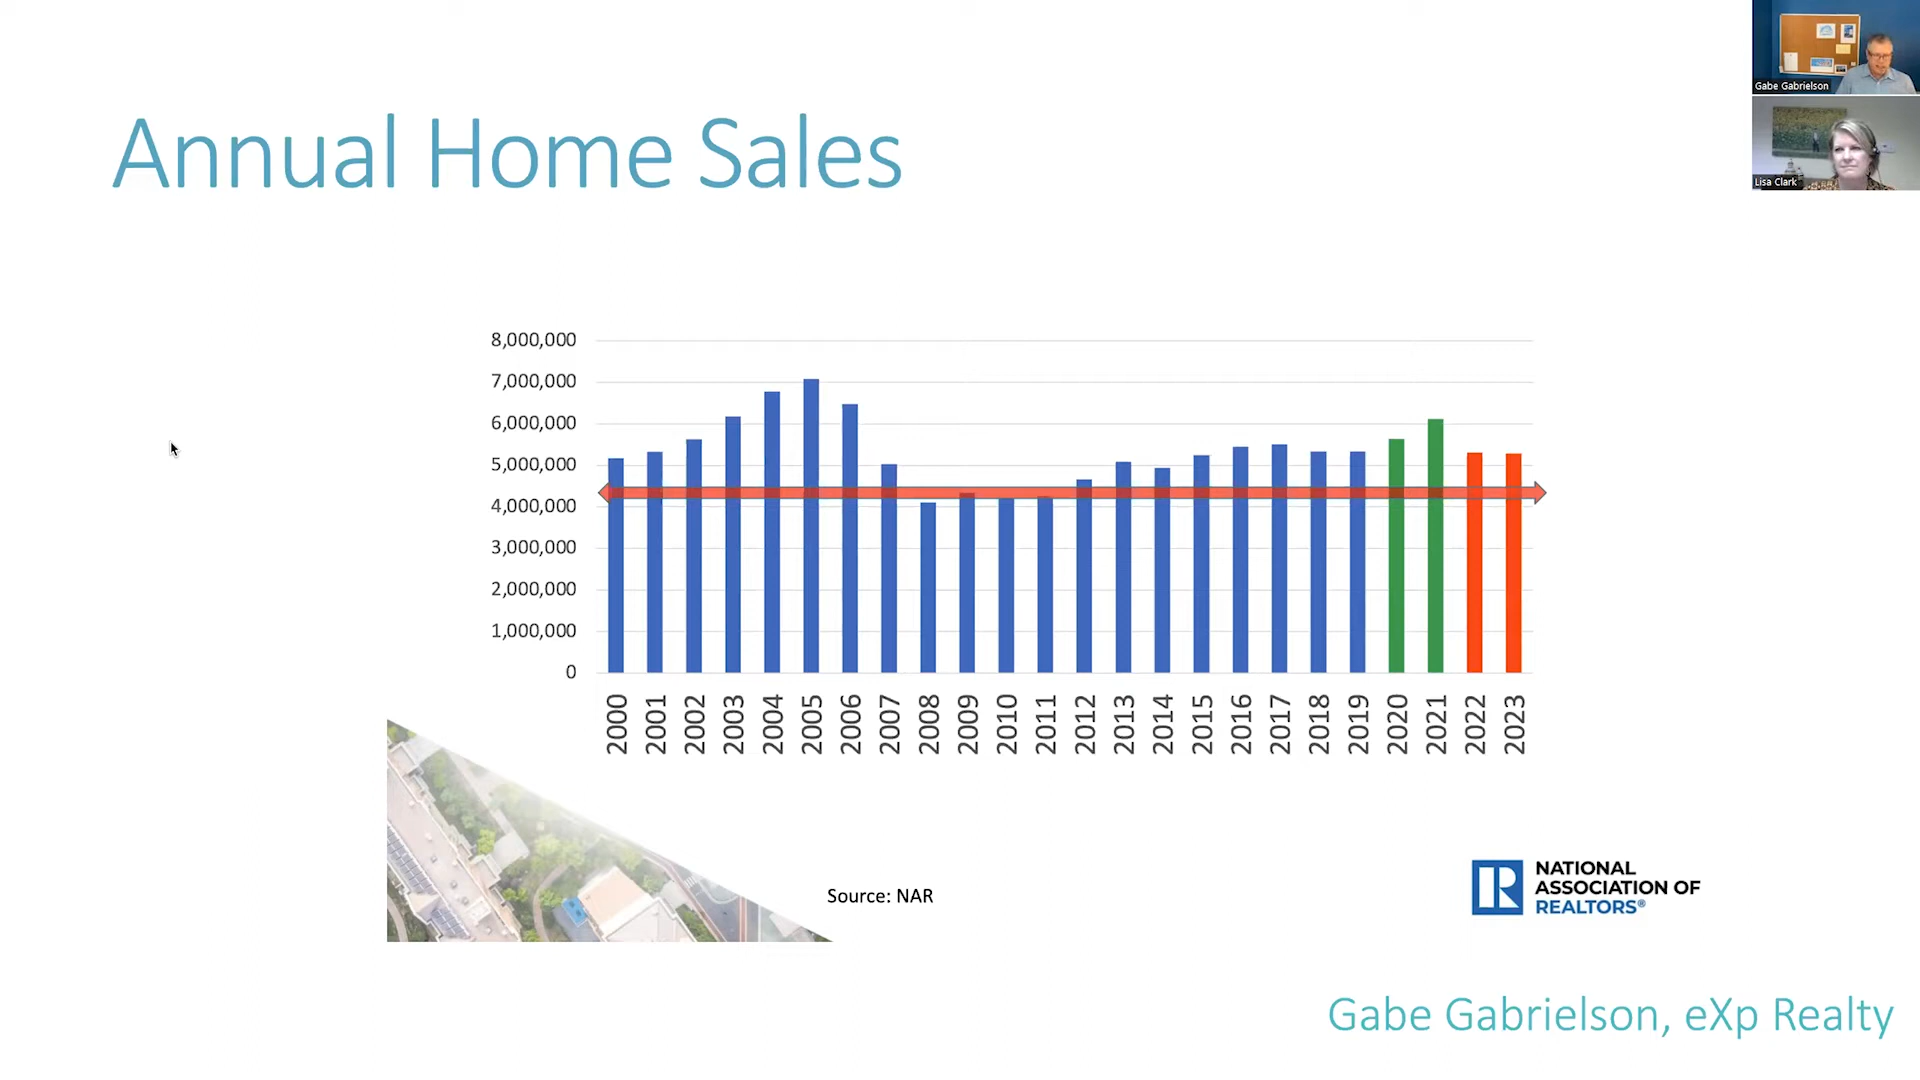 Gabe Gabrielson
Lisa Clark
Annual Home Sales
8,000,000
7,000,000
6,000,000
5,000,000
4,000,000
3,000,000
2,000,000
1,000,000
0
2000 2001 2002 2003 2004 2005 2006 2007 2008 2009 2010 2011 2012 2013 2014 2015 2016 2017 2018 2019 2020 2021 2022 2023
Source: NAR
R
NATIONAL
ASSOCIATION OF
REALTORS®
Gabe Gabrielson, eXp Realty